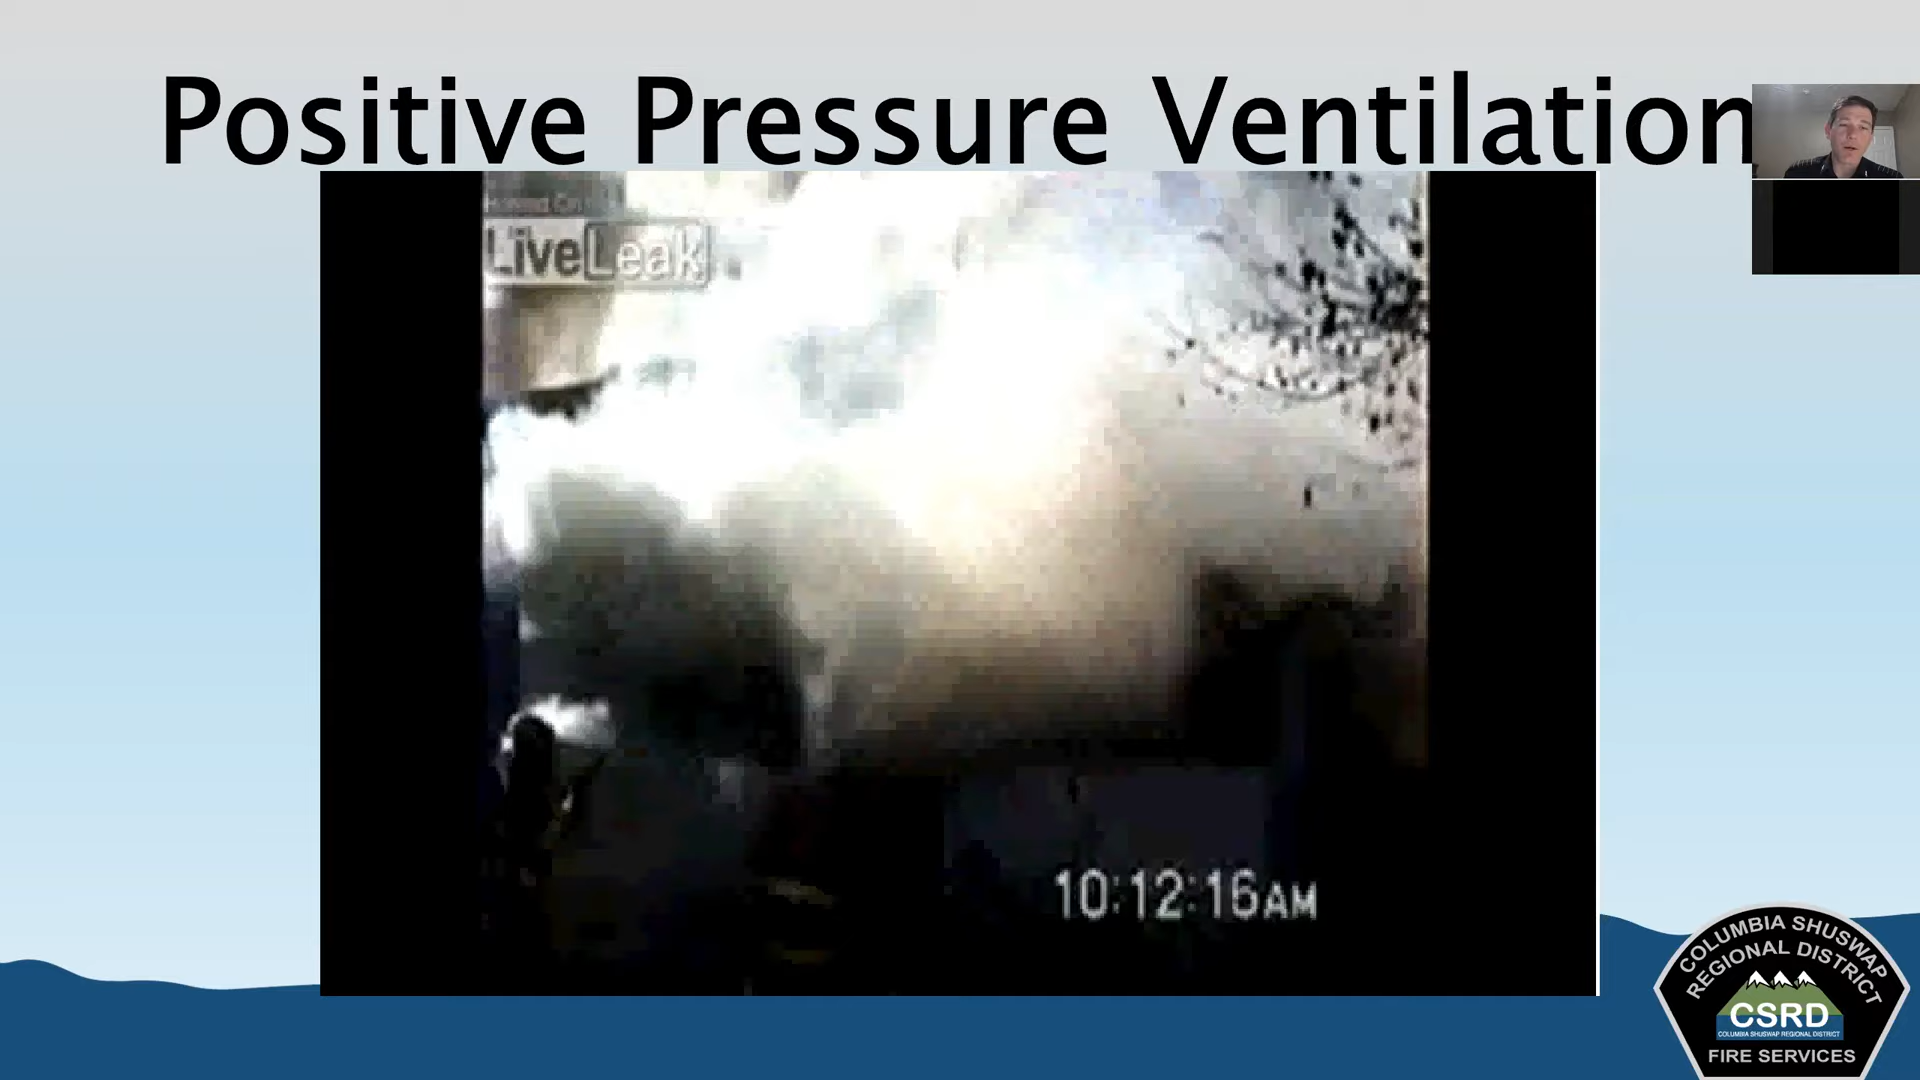 Positive Pressure Ventilation
LiveLeak
10:12:16AM
COLUMBIA SHUSWAP
REGIONAL DISTRICT
CSRD
COLUMBIA SHUSWAP REGIONAL DISTRICT
FIRE SERVICES